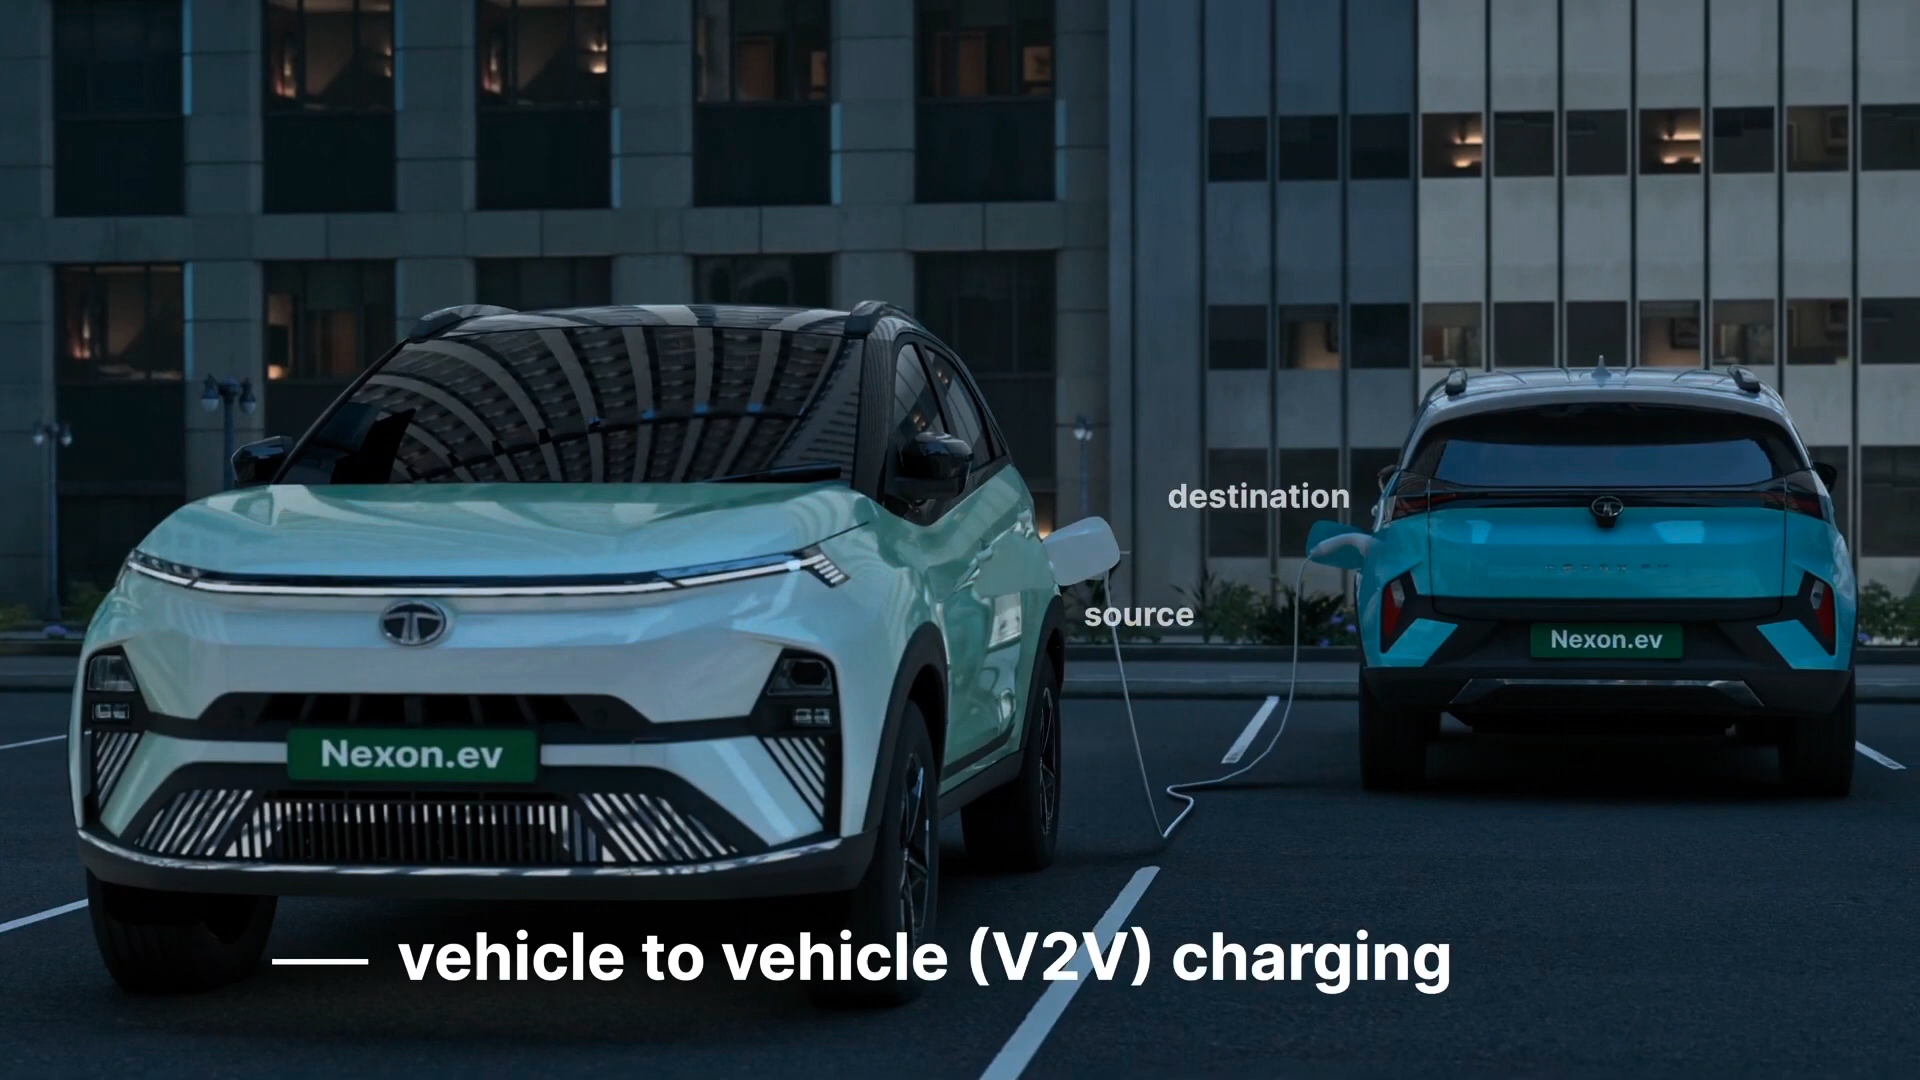 destination
source
Nexon.ev
Nexon.ev
vehicle to vehicle (V2V) charging